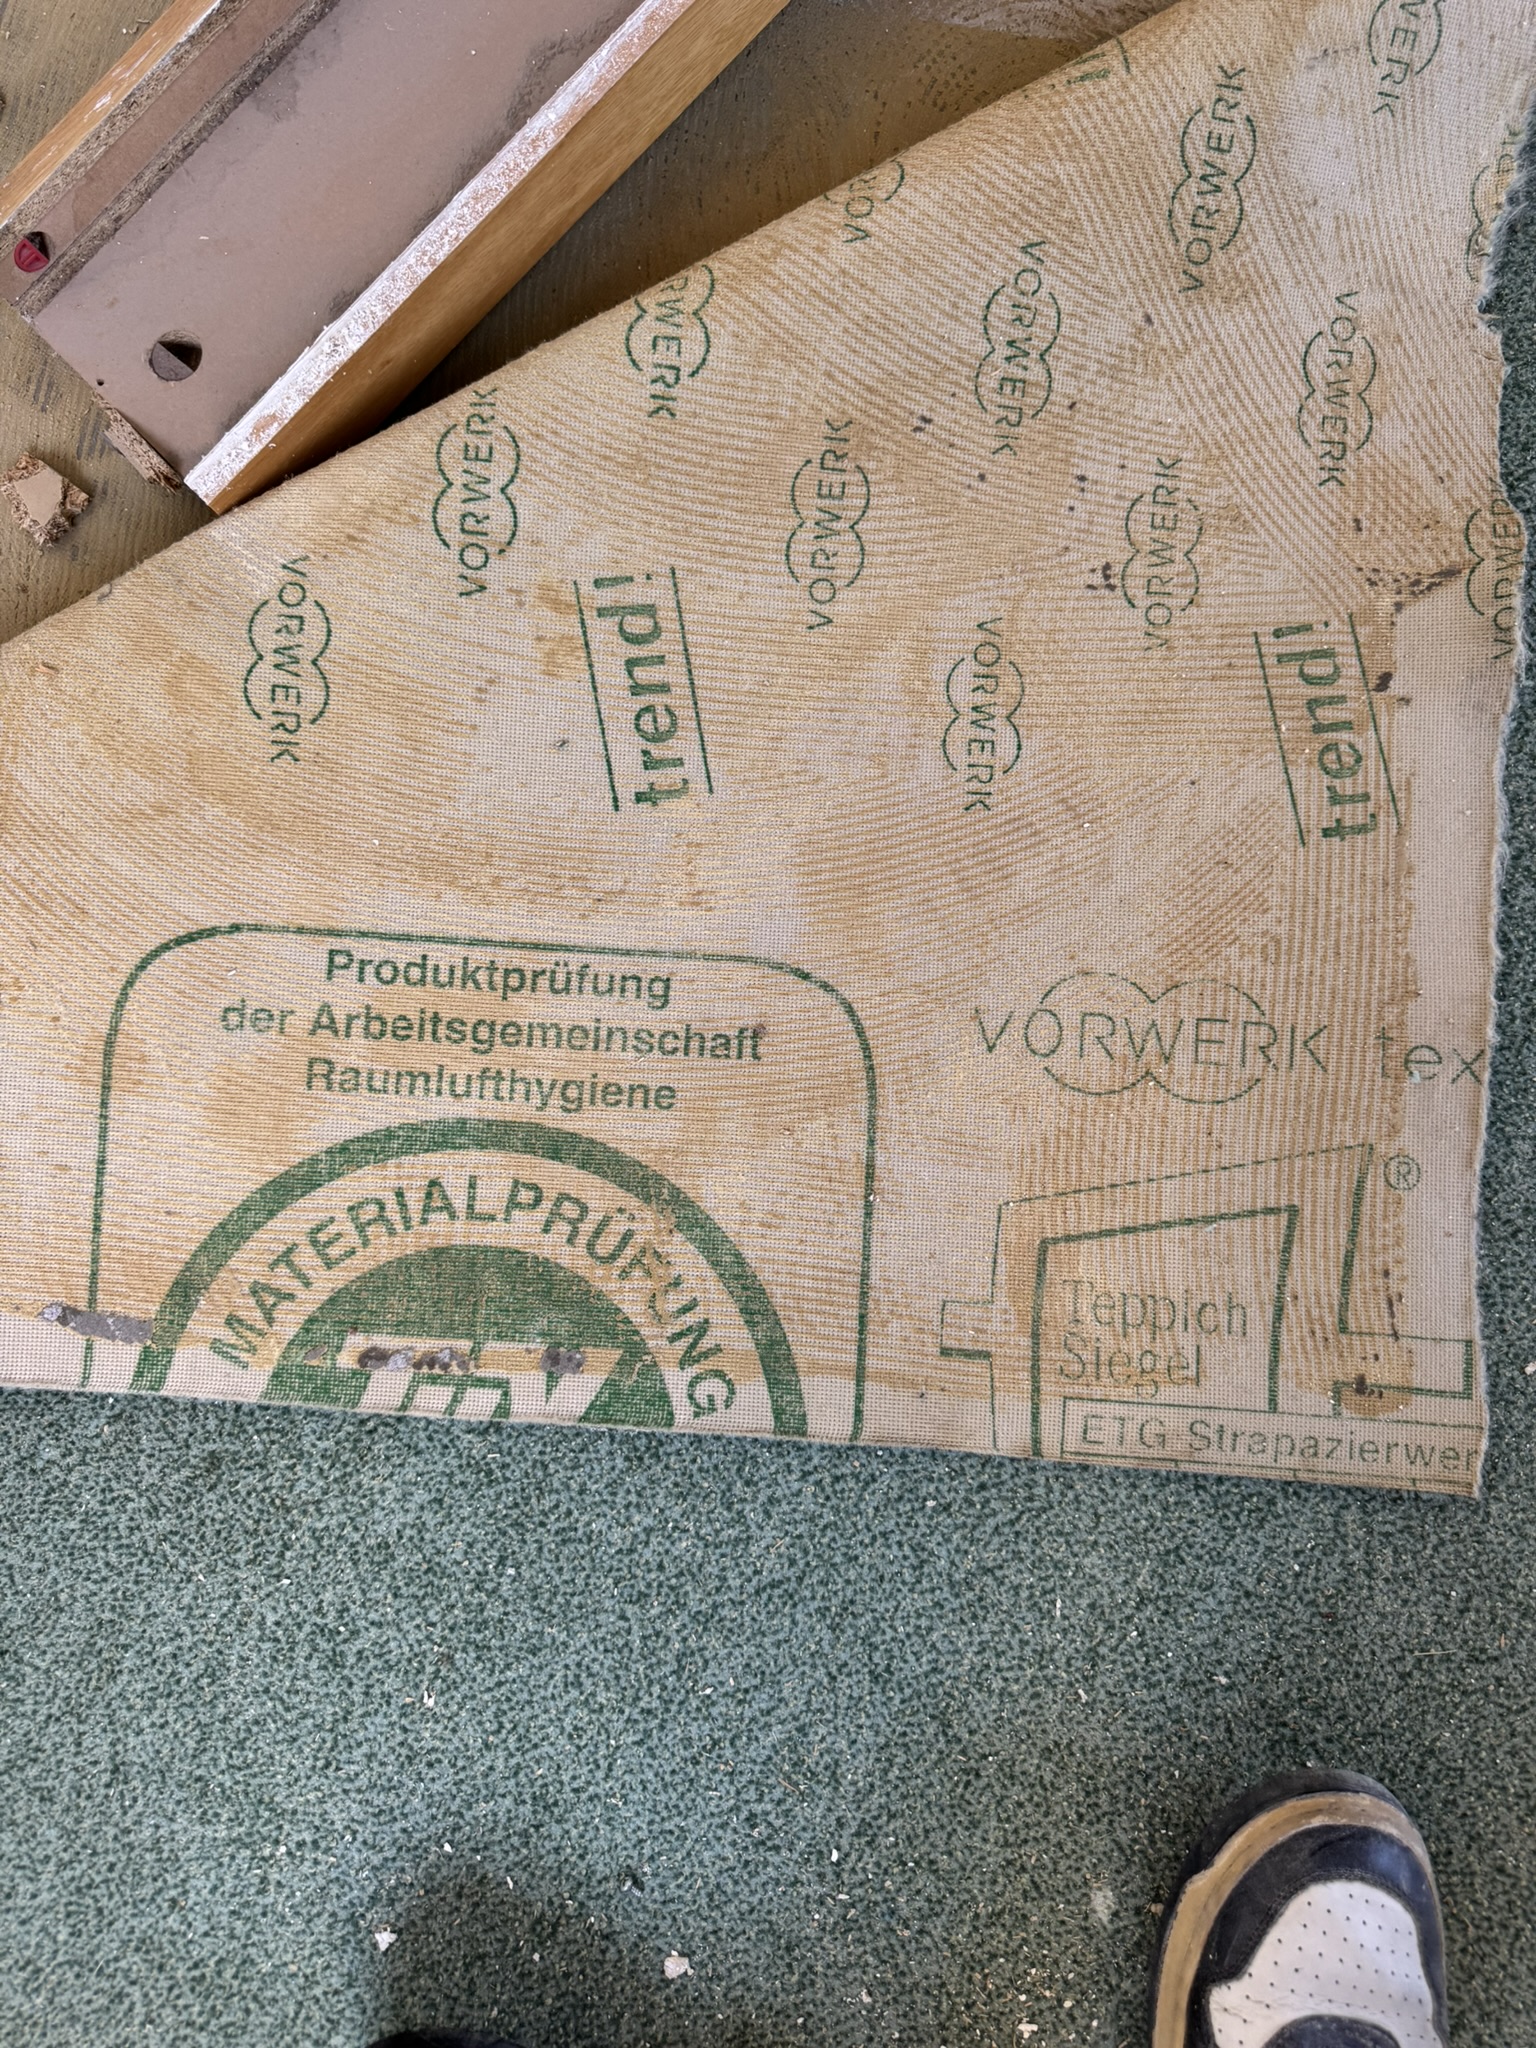 VORWERK
VORWERK
VORWERK
VORWERK
VORWERK
VORWERK
VORWERK
VORWERK
VORWERK
trend!
VORWERK
trend!
Produktprüfung
der Arbeitsgemeinschaft
Raumlufthygiene
MATERIALPRÜFUNG
VORWERK tex
®
Teppich
Siegel
ETG Strapazierwer